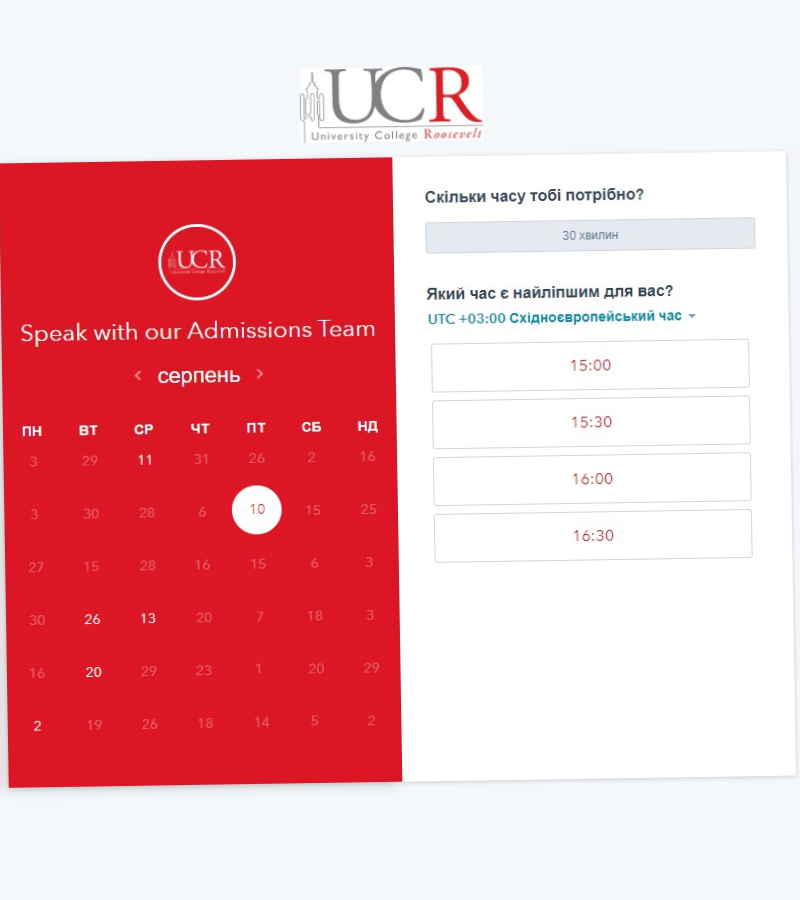 UCR
University College Roosevelt
UCR
University College Roosevelt
Speak with our Admissions Team
серпень
ПН ВТ СР ЧТ ПТ СБ НД
3 29 11 31 26 2 16
3 30 28 6 10 15 25
27 15 28 16 15 6 3
30 26 13 20 7 18 3
16 20 29 23 1 20 29
2 19 26 18 14 5 2
Скільки часу тобі потрібно?
30 хвилин
Який час є найліпшим для вас?
UTC +03:00 Східноєвропейський час
15:00
15:30
16:00
16:30